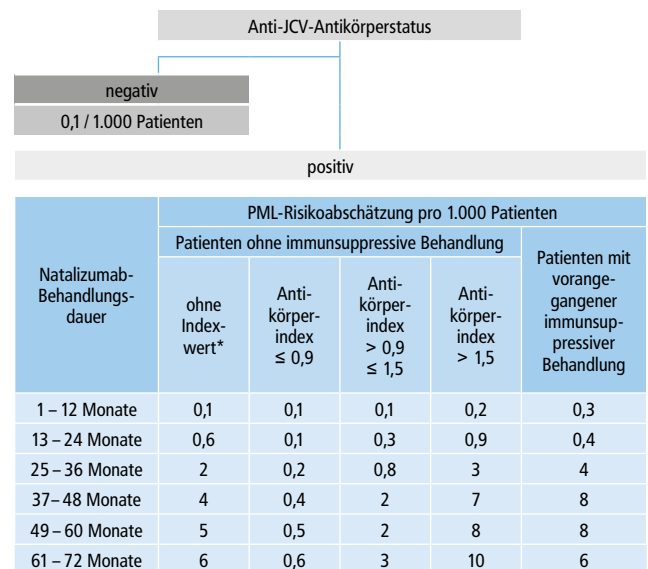 Anti-JCV-Antikörperstatus
negativ
0,1 / 1.000 Patienten
positiv
Natalizumab-
Behandlungs-
dauer
PML-Risikoabschätzung pro 1.000 Patienten
Patienten ohne immunsuppressive Behandlung
ohne
Index-
wert*
Anti-
körper-
index
≤ 0,9
Anti-
körper-
index
> 0,9
≤ 1,5
Anti-
körper-
index
> 1,5
Patienten mit
vorange-
gangener
immunsup-
pressiver
Behandlung
1 – 12 Monate 0,1 0,1 0,1 0,2 0,3
13 – 24 Monate 0,6 0,1 0,3 0,9 0,4
25 – 36 Monate 2 0,2 0,8 3 4
37– 48 Monate 4 0,4 2 7 8
49 – 60 Monate 5 0,5 2 8 8
61 – 72 Monate 6 0,6 3 10 6